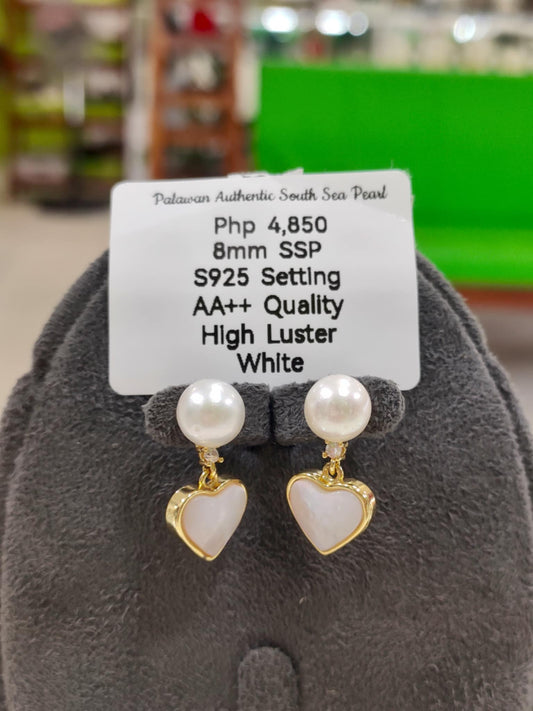 Palawan Authentic South Sea Pearl
Php 4,850
8mm SSP
S925 Setting
AA++ Quality
High Luster
White